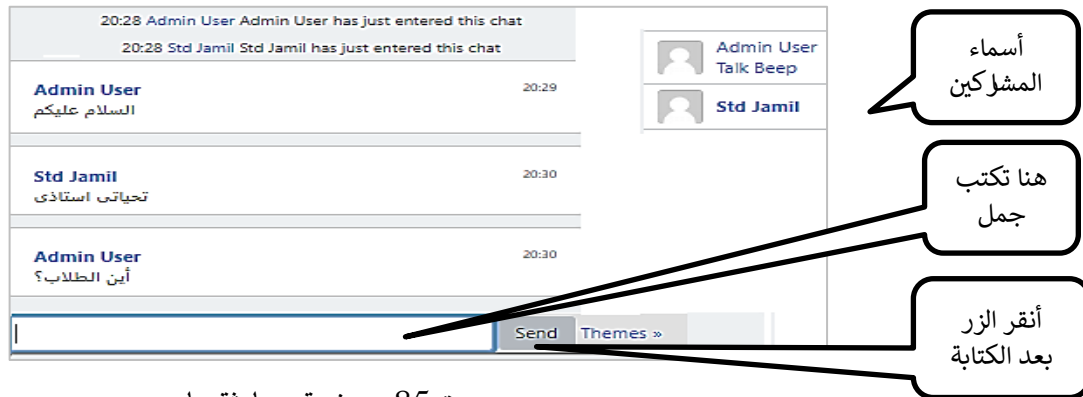 20:28 Admin User Admin User has just entered this chat
20:28 Std Jamil Std Jamil has just entered this chat
Admin User 20:29
السلام عليكم
Std Jamil 20:30
تحياتى استاذى
Admin User 20:30
أين الطلاب؟
Send Themes »
Admin User
Talk Beep
Std Jamil
أسماء
المشاركين
هنا تكتب
جمل
أنقر الزر
بعد الكتابة